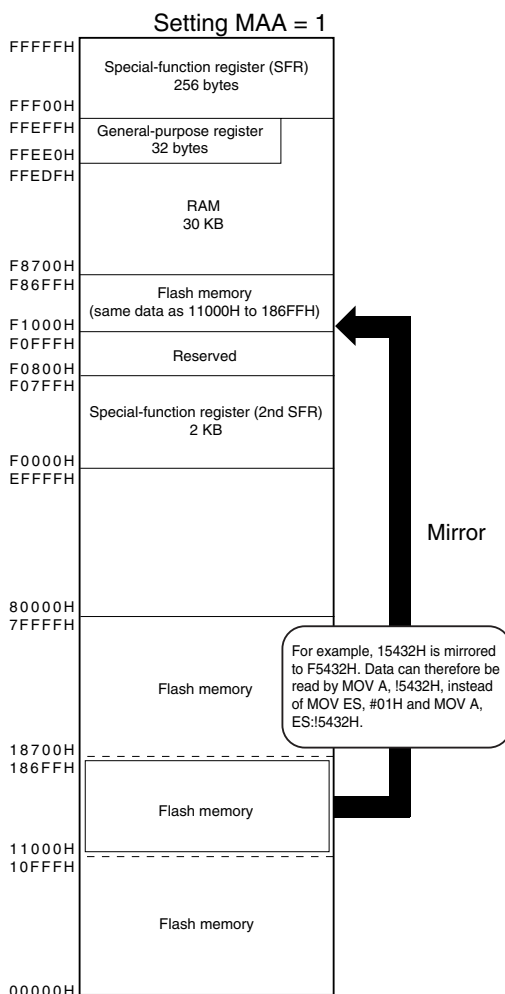 Setting MAA = 1
FFFFFH
Special-function register (SFR)
256 bytes
FFF00H
FFEFFH
General-purpose register
32 bytes
FFEE0H
FFEDFH
RAM
30 KB
F8700H
F86FFH
Flash memory
(same data as 11000H to 186FFH)
F1000H
F0FFFH
Reserved
F0800H
F07FFH
Special-function register (2nd SFR)
2 KB
F0000H
EFFFFH
Mirror
80000H
7FFFFH
For example, 15432H is mirrored
to F5432H. Data can therefore be
read by MOV A, !5432H, instead
of MOV ES, #01H and MOV A,
ES:!5432H.
Flash memory
18700H
186FFH
Flash memory
11000H
10FFFH
Flash memory
00000H